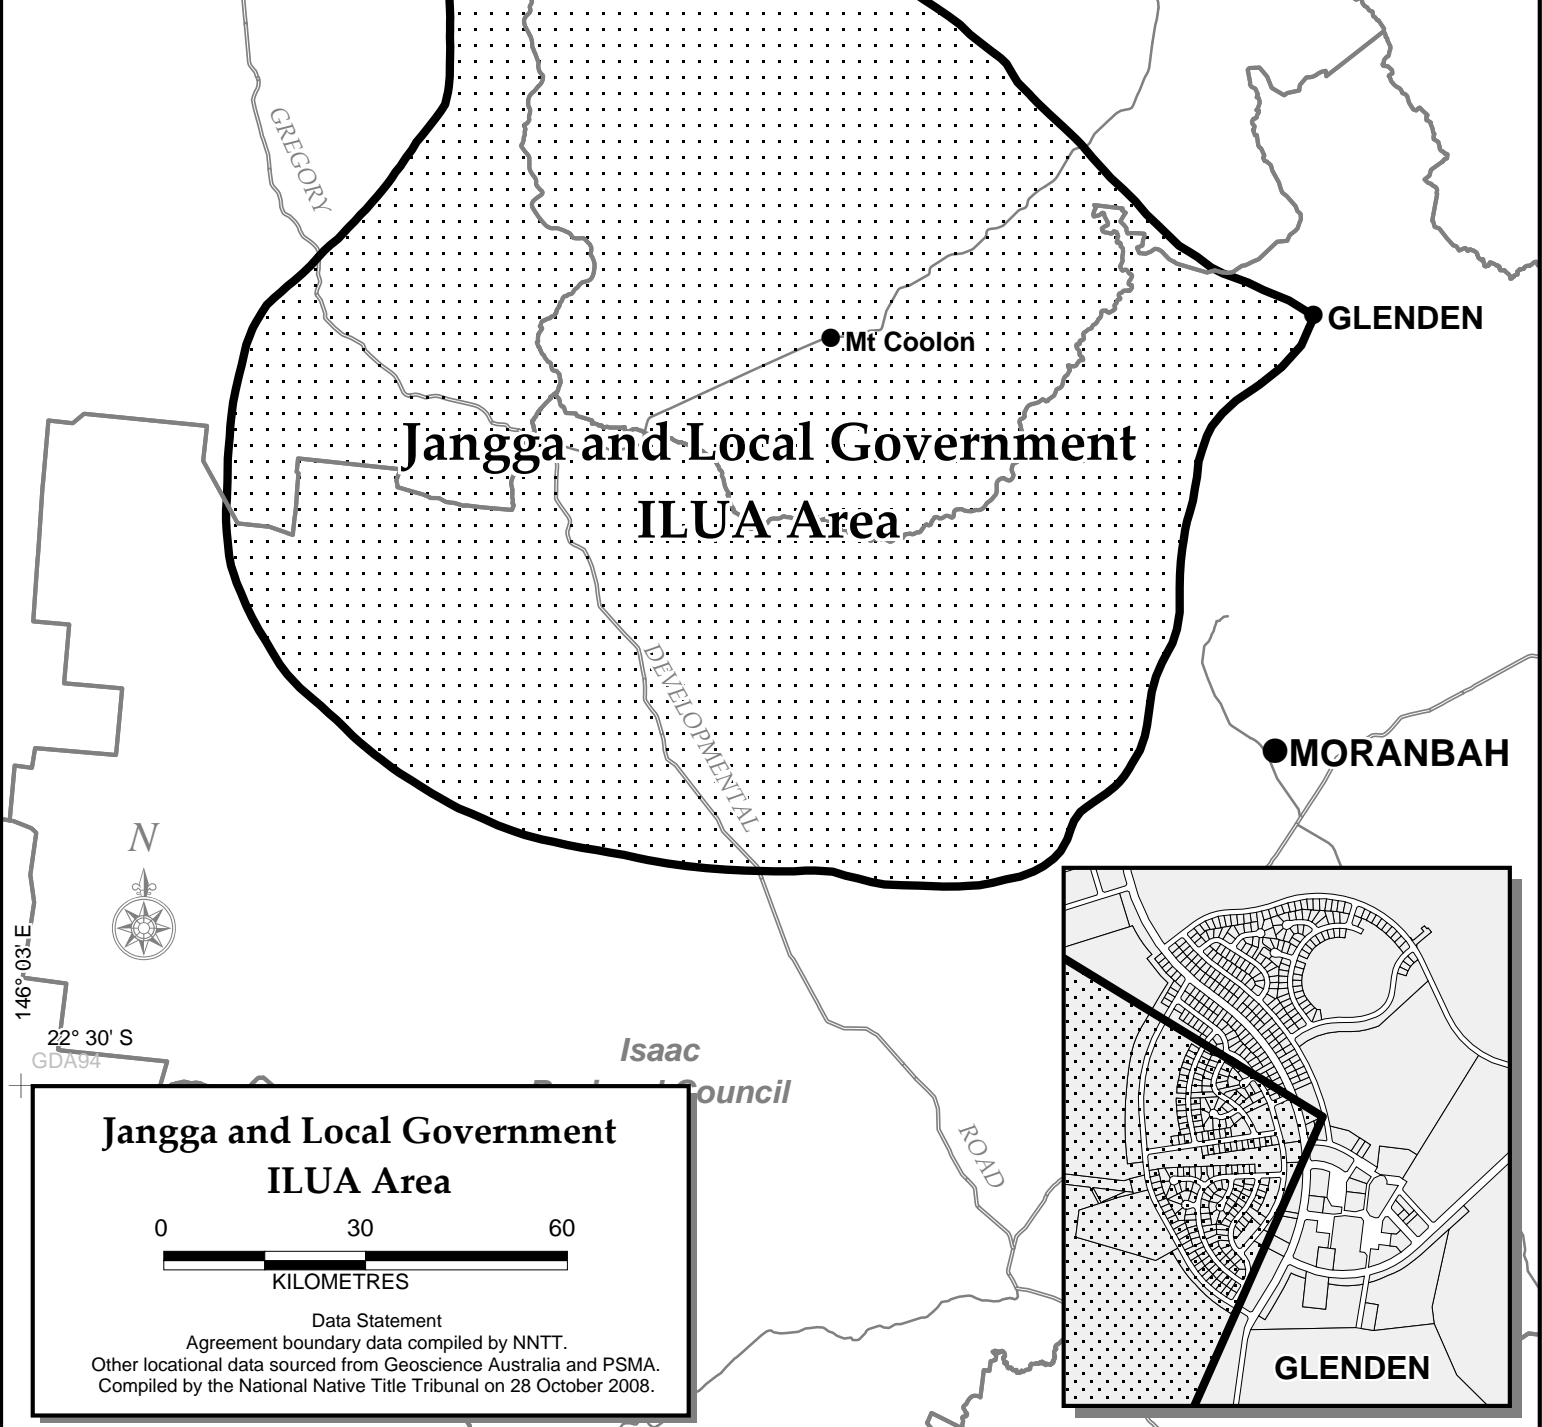 GREGORY
GLENDEN
Mt Coolon
Jangga and Local Government
ILUA Area
DEVELOPMENTAL
MORANBAH
N
146° 03' E
22° 30' S
GDA94
Isaac
Council
ROAD
Jangga and Local Government
ILUA Area
0 30 60
KILOMETRES
Data Statement
Agreement boundary data compiled by NNTT.
Other locational data sourced from Geoscience Australia and PSMA.
Compiled by the National Native Title Tribunal on 28 October 2008.
GLENDEN